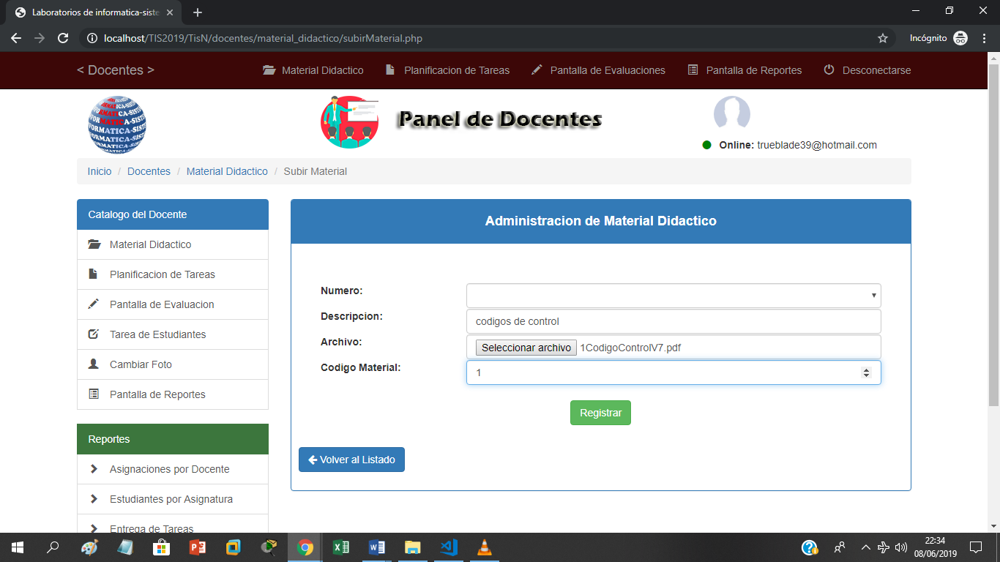 Laboratorios de informatica-siste
localhost/TIS2019/TisN/docentes/material_didactico/subirMaterial.php
Incógnito
< Docentes >
Material Didactico
Planificacion de Tareas
Pantalla de Evaluaciones
Pantalla de Reportes
Desconectarse
Panel de Docentes
Online: trueblade39@hotmail.com
Inicio / Docentes / Material Didactico / Subir Material
Catalogo del Docente
Material Didactico
Planificacion de Tareas
Pantalla de Evaluacion
Tarea de Estudiantes
Cambiar Foto
Pantalla de Reportes
Reportes
Asignaciones por Docente
Estudiantes por Asignatura
Entrega de Tareas
Administracion de Material Didactico
Numero:
Descripcion: codigos de control
Archivo: Seleccionar archivo 1CodigoControlV7.pdf
Codigo Material: 1
Registrar
Volver al Listado
22:34
08/06/2019